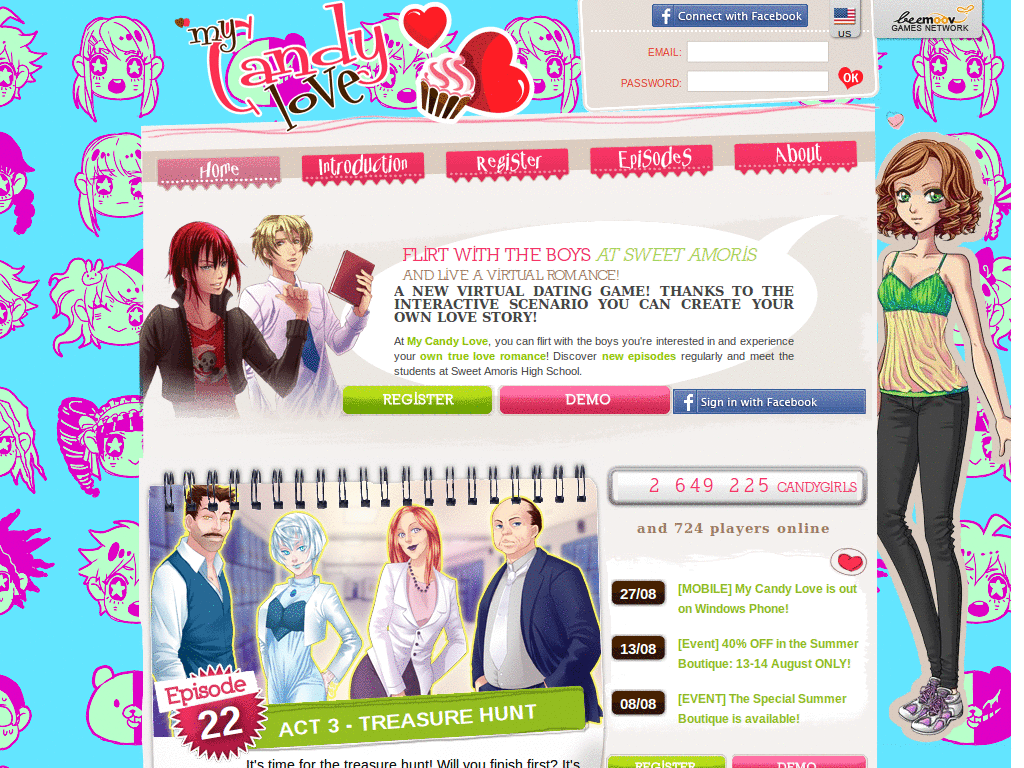 my Candy love
Connect with Facebook
US
beemoov
GAMES NETWORK
EMAIL:
PASSWORD:
OK
Home
Introduction
Register
Episodes
About
FLIRT WITH THE BOYS AT SWEET AMORIS
AND LIVE A VIRTUAL ROMANCE!
A NEW VIRTUAL DATING GAME! THANKS TO THE
INTERACTIVE SCENARIO YOU CAN CREATE YOUR
OWN LOVE STORY!
At My Candy Love, you can flirt with the boys you're interested in and experience
your own true love romance! Discover new episodes regularly and meet the
students at Sweet Amoris High School.
REGISTER
DEMO
Sign in with Facebook
2 649 225 CANDYGIRLS
and 724 players online
27/08
[MOBILE] My Candy Love is out
on Windows Phone!
13/08
[Event] 40% OFF in the Summer
Boutique: 13-14 August ONLY!
08/08
[EVENT] The Special Summer
Boutique is available!
Episode
22
ACT 3 - TREASURE HUNT
It's time for the treasure hunt! Will you finish first? It's
REGISTER
DEMO